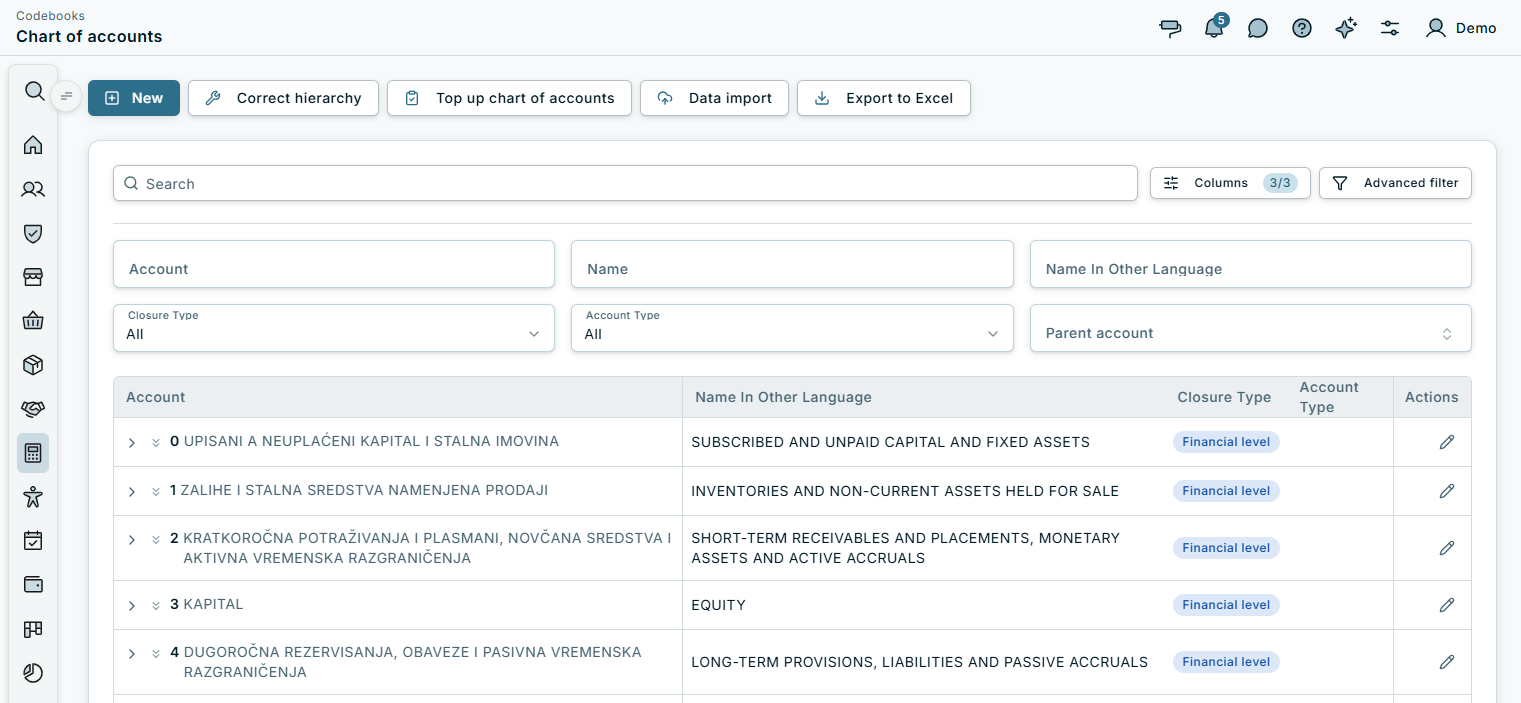 Codebooks
Chart of accounts
5
Demo
New
Correct hierarchy
Top up chart of accounts
Data import
Export to Excel
Search
Columns 3/3
Advanced filter
Account
Name
Name In Other Language
Closure Type
All
Account Type
All
Parent account
Account
Name In Other Language
Closure Type
Account
Type
Actions
0 UPISANI A NEUPLAĆENI KAPITAL I STALNA IMOVINA
SUBSCRIBED AND UNPAID CAPITAL AND FIXED ASSETS
Financial level
1 ZALIHE I STALNA SREDSTVA NAMENJENA PRODAJI
INVENTORIES AND NON-CURRENT ASSETS HELD FOR SALE
Financial level
2 KRATKOROČNA POTRAŽIVANJA I PLASMANI, NOVČANA SREDSTVA I
AKTIVNA VREMENSKA RAZGRANIČENJA
SHORT-TERM RECEIVABLES AND PLACEMENTS, MONETARY
ASSETS AND ACTIVE ACCRUALS
Financial level
3 KAPITAL
EQUITY
Financial level
4 DUGOROČNA REZERVISANJA, OBAVEZE I PASIVNA VREMENSKA
RAZGRANIČENJA
LONG-TERM PROVISIONS, LIABILITIES AND PASSIVE ACCRUALS
Financial level